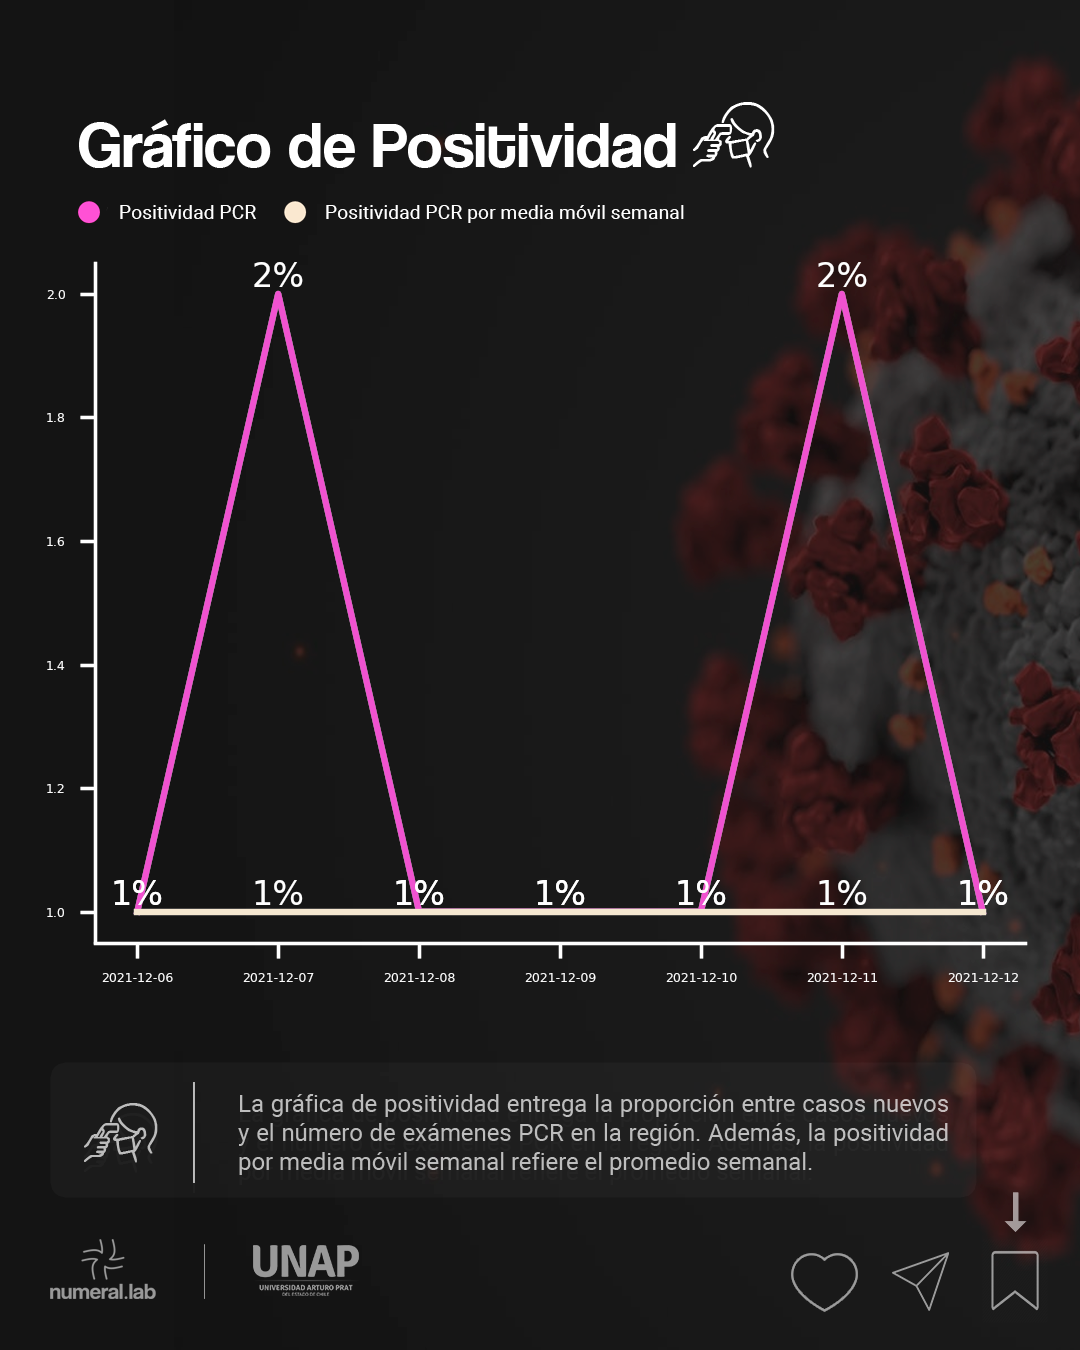 Gráfico de Positividad
Positividad PCR
Positividad PCR por media móvil semanal
2%
2%
2.0
1.8
1.6
1.4
1.2
1.0
1%
1%
1%
1%
1%
1%
1%
2021-12-06
2021-12-07
2021-12-08
2021-12-09
2021-12-10
2021-12-11
2021-12-12
La gráfica de positividad entrega la proporción entre casos nuevos
y el número de exámenes PCR en la región. Además, la positividad
por media móvil semanal refiere el promedio semanal.
numeral.lab
UNAP
UNIVERSIDAD ARTURO PRAT
DEL ESTADO DE CHILE